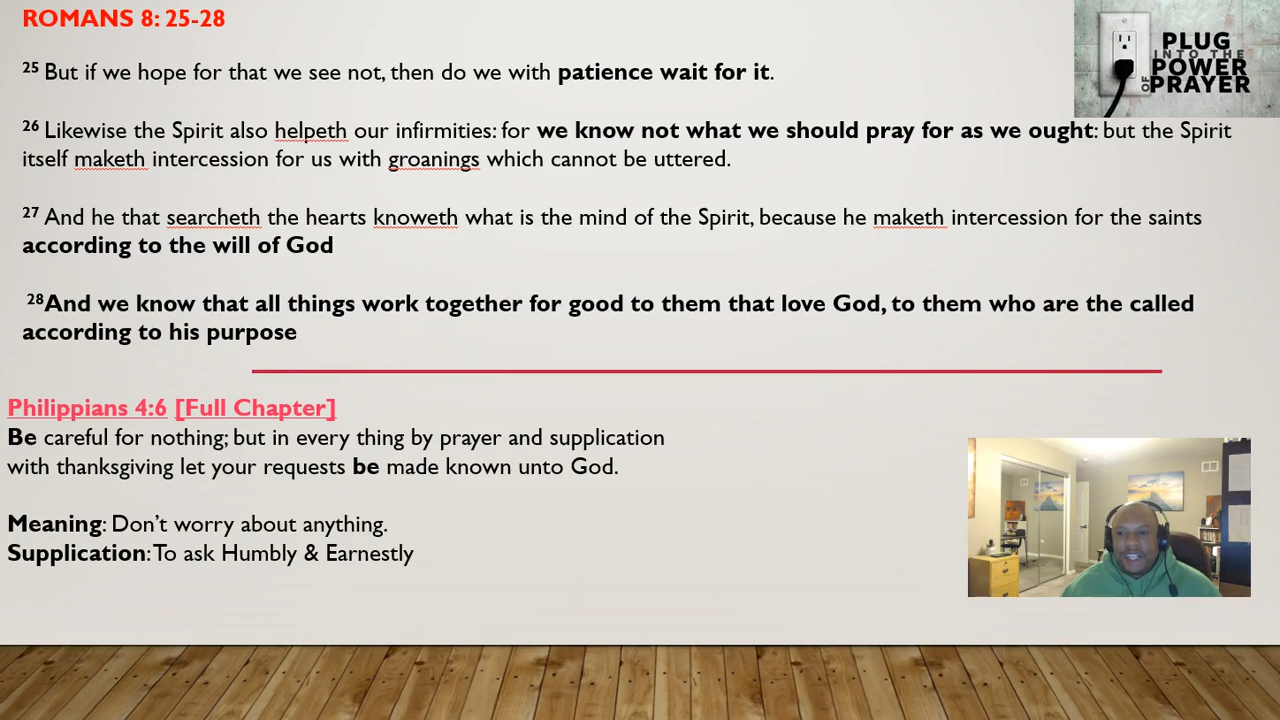 ROMANS 8: 25-28
PLUG
INTO THE
POWER
OF PRAYER
25 But if we hope for that we see not, then do we with patience wait for it.
26 Likewise the Spirit also helpeth our infirmities: for we know not what we should pray for as we ought: but the Spirit
itself maketh intercession for us with groanings which cannot be uttered.
27 And he that searcheth the hearts knoweth what is the mind of the Spirit, because he maketh intercession for the saints
according to the will of God
28And we know that all things work together for good to them that love God, to them who are the called
according to his purpose
Philippians 4:6 [Full Chapter]
Be careful for nothing; but in every thing by prayer and supplication
with thanksgiving let your requests be made known unto God.
Meaning: Don’t worry about anything.
Supplication: To ask Humbly & Earnestly